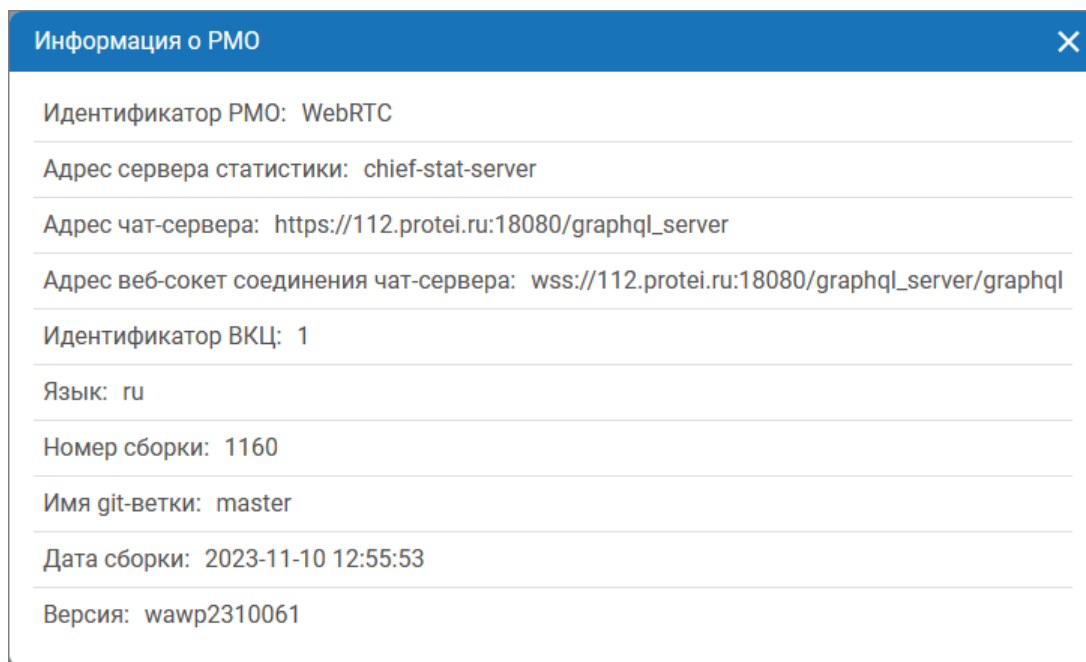 Информация о РМО
Идентификатор РМО: WebRTC
Адрес сервера статистики: chief-stat-server
Адрес чат-сервера: https://112.protei.ru:18080/graphql_server
Адрес веб-сокет соединения чат-сервера: wss://112.protei.ru:18080/graphql_server/graphql
Идентификатор ВКЦ: 1
Язык: ru
Номер сборки: 1160
Имя git-ветки: master
Дата сборки: 2023-11-10 12:55:53
Версия: wawp2310061